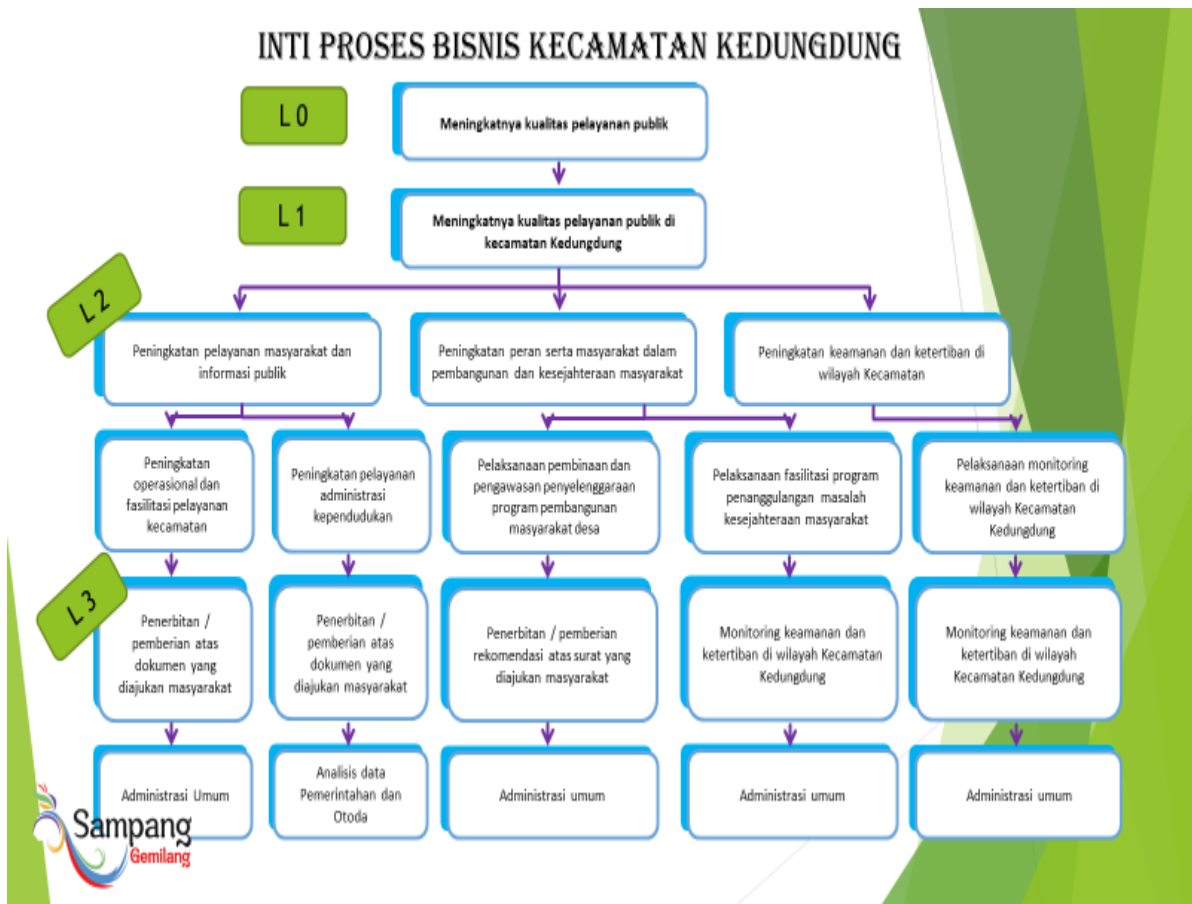 INTI PROSES BISNIS KECAMATAN KEDUNGDUNG
L 0
Meningkatnya kualitas pelayanan publik
L 1
Meningkatnya kualitas pelayanan publik di
kecamatan Kedungdung
L 2
Peningkatan pelayanan masyarakat dan
informasi publik
Peningkatan peran serta masyarakat dalam
pembangunan dan kesejahteraan masyarakat
Peningkatan keamanan dan ketertiban di
wilayah Kecamatan
Peningkatan
operasional dan
fasilitasi pelayanan
kecamatan
Peningkatan pelayanan
administrasi
kependudukan
Pelaksanaan pembinaan dan
pengawasan penyelenggaraan
program pembangunan
masyarakat desa
Pelaksanaan fasilitasi program
penanggulangan masalah
kesejahteraan masyarakat
Pelaksanaan monitoring
keamanan dan ketertiban di
wilayah Kecamatan
Kedungdung
L 3
Penerbitan /
pemberian atas
dokumen yang
diajukan masyarakat
Penerbitan /
pemberian atas
dokumen yang
diajukan masyarakat
Penerbitan / pemberian
rekomendasi atas surat yang
diajukan masyarakat
Monitoring keamanan dan
ketertiban di wilayah Kecamatan
Kedungdung
Monitoring keamanan dan
ketertiban di wilayah
Kecamatan Kedungdung
Administrasi Umum
Analisis data
Pemerintahan dan
Otoda
Administrasi umum
Administrasi umum
Administrasi umum
Sampang
Gemilang